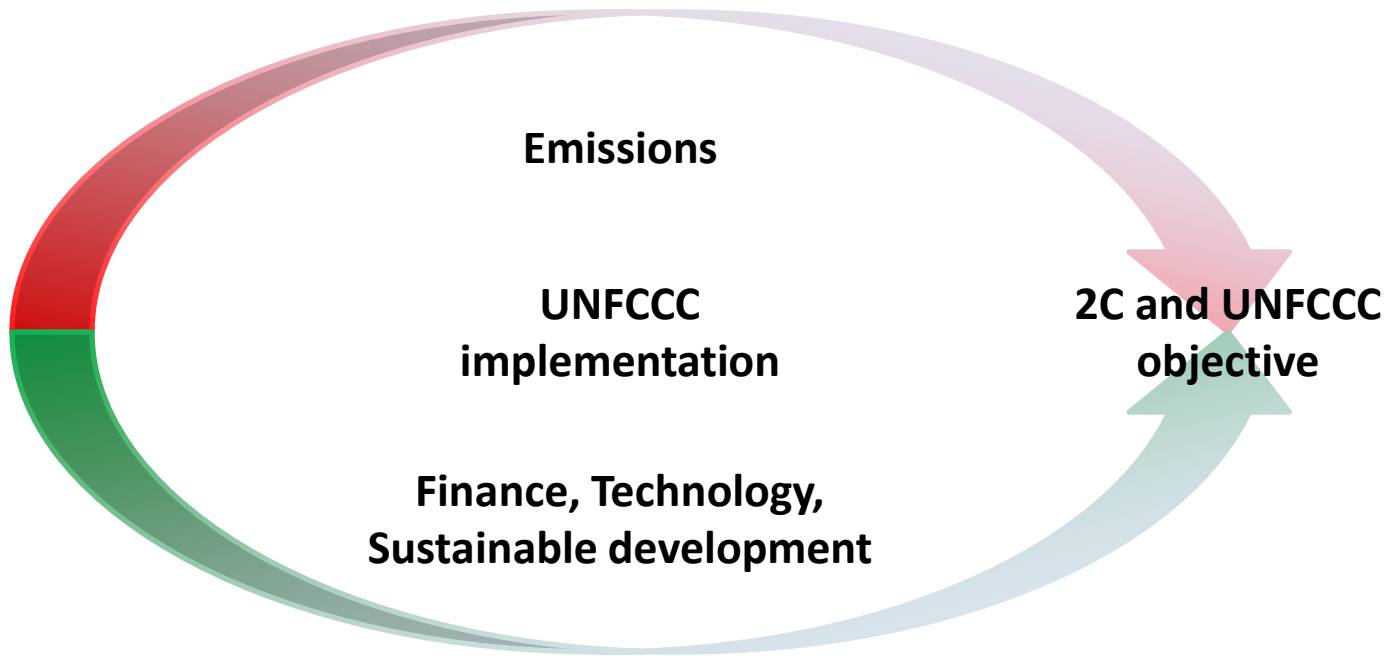 Emissions
UNFCCC
implementation
2C and UNFCCC
objective
Finance, Technology,
Sustainable development